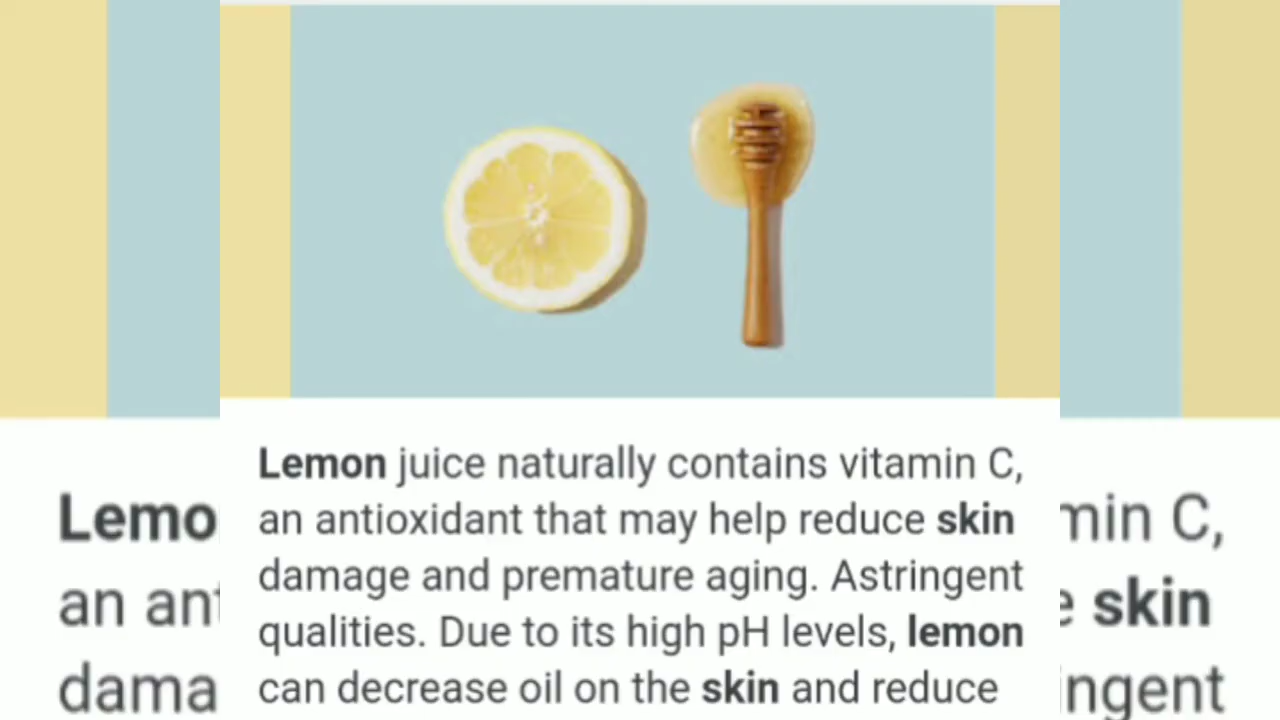 Lemon juice naturally contains vitamin C,
an antioxidant that may help reduce skin
damage and premature aging. Astringent
qualities. Due to its high pH levels, lemon
can decrease oil on the skin and reduce